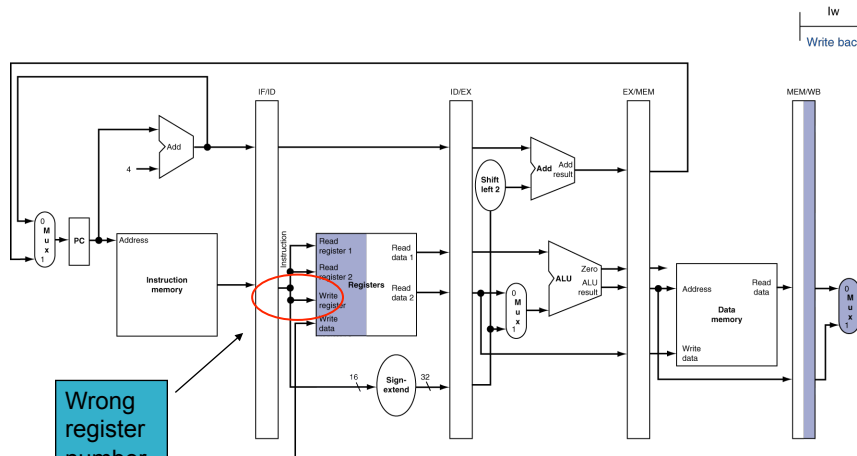 lw
Write bac
IF/ID
ID/EX
EX/MEM
MEM/WB
Add
4
Add
Add
result
Shift
left 2
0
M
u
x
1
PC
Address
Instruction
memory
Instruction
Read
register 1
Read
register 2
Write
register
Write
data
Registers
Read
data 1
Read
data 2
0
M
u
x
1
Zero
ALU
ALU
result
Address
Read
data
Data
memory
Write
data
0
M
u
x
1
16
Sign-
extend
32
Wrong
register
number